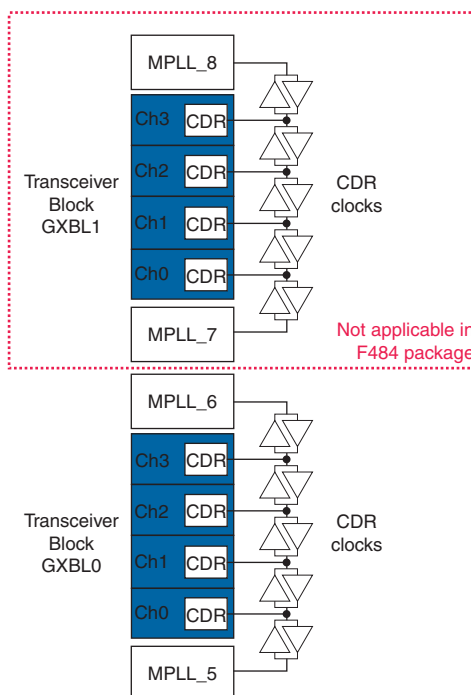 MPLL_8
Ch3 CDR
Ch2 CDR
Ch1 CDR
Ch0 CDR
Transceiver
Block
GXBL1
CDR
clocks
MPLL_7
Not applicable in
F484 package
MPLL_6
Ch3 CDR
Ch2 CDR
Ch1 CDR
Ch0 CDR
Transceiver
Block
GXBL0
CDR
clocks
MPLL_5